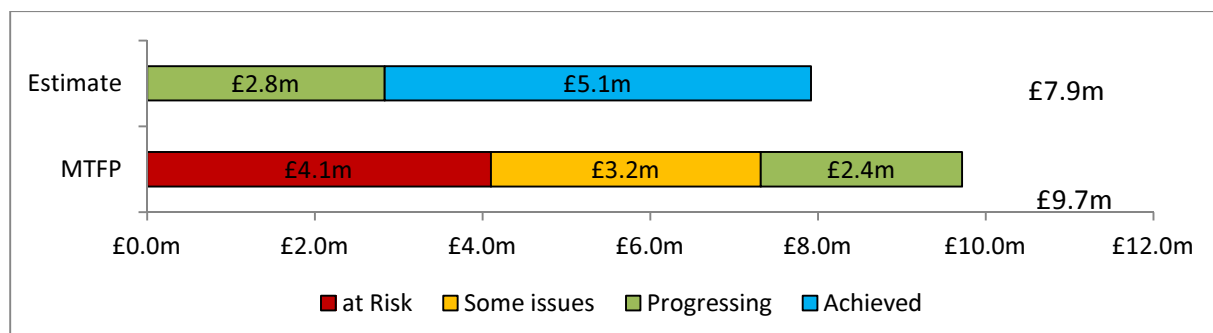 Estimate £2.8m £5.1m £7.9m
MTFP £4.1m £3.2m £2.4m £9.7m
£0.0m £2.0m £4.0m £6.0m £8.0m £10.0m £12.0m
at Risk Some issues Progressing Achieved